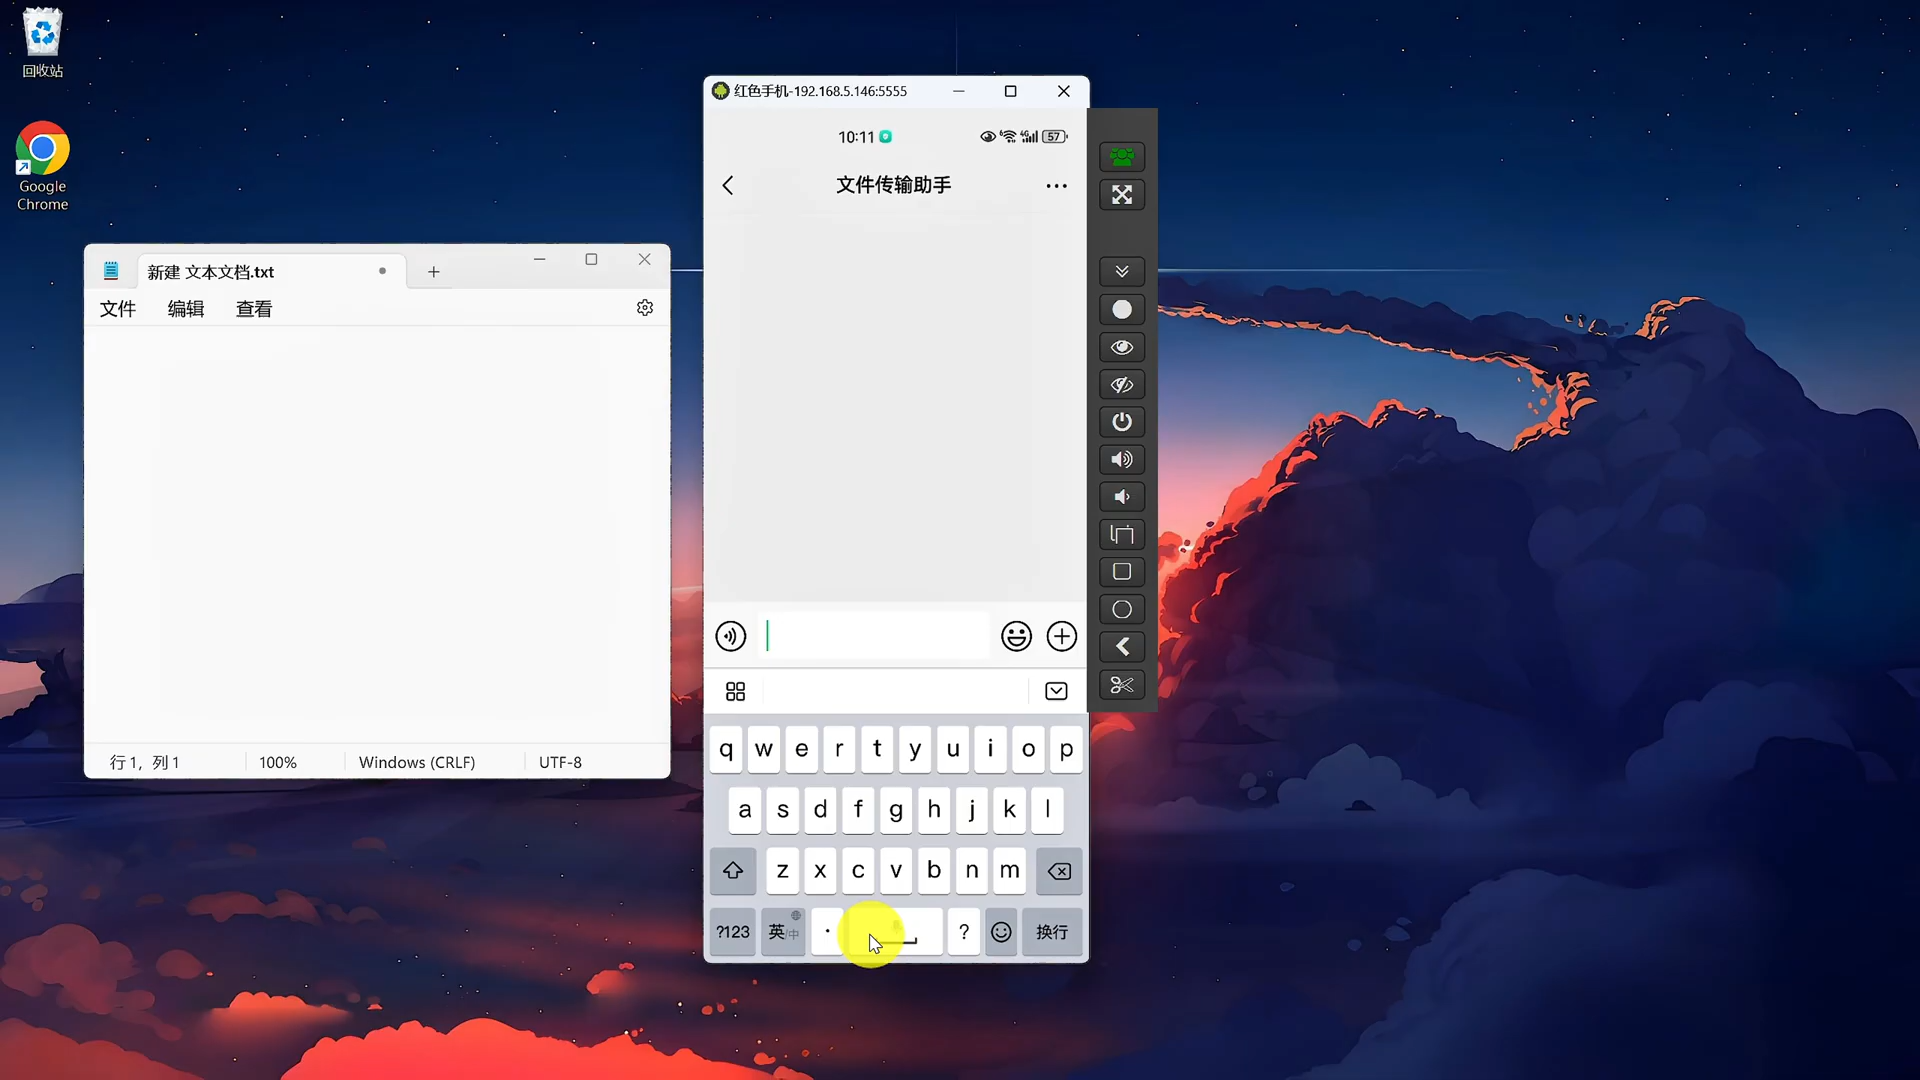 回收站
Google
Chrome
新建 文本文档.txt
文件 编辑 查看
行 1, 列 1 100% Windows (CRLF) UTF-8
红色手机-192.168.5.146:5555
10:11 4G 57
文件传输助手
q w e r t y u i o p
a s d f g h j k l
z x c v b n m
?123 英/中 . ? 换行